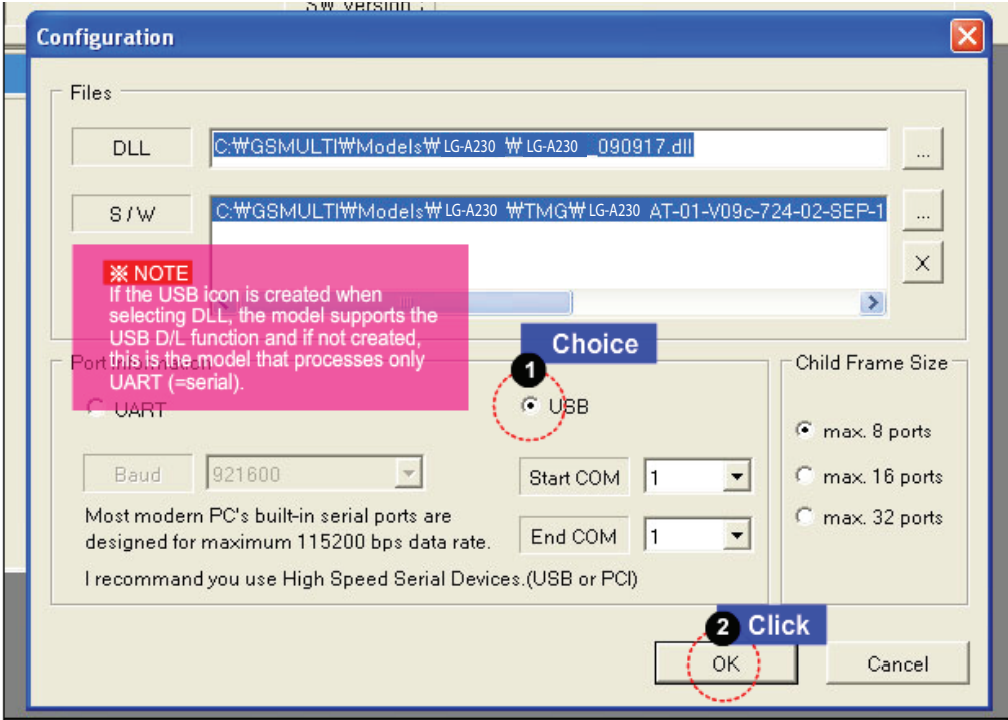 SW Version :
Configuration
Files
DLL
C:₩GSMULTI₩Models₩ LG-A230 ₩ LG-A230 _090917.dll
...
S / W
C:₩GSMULTI₩Models₩ LG-A230 ₩TMG₩ LG-A230 AT-01-V09c-724-02-SEP-1
...
X
※ NOTE
If the USB icon is created when
selecting DLL, the model supports the
USB D/L function and if not created,
this is the model that processes only
UART (=serial).
Choice
1
Port Information
UART
USB
Baud
921600
Start COM
1
End COM
1
Most modern PC's built-in serial ports are
designed for maximum 115200 bps data rate.
I recommand you use High Speed Serial Devices.(USB or PCI)
Child Frame Size
max. 8 ports
max. 16 ports
max. 32 ports
2 Click
OK
Cancel